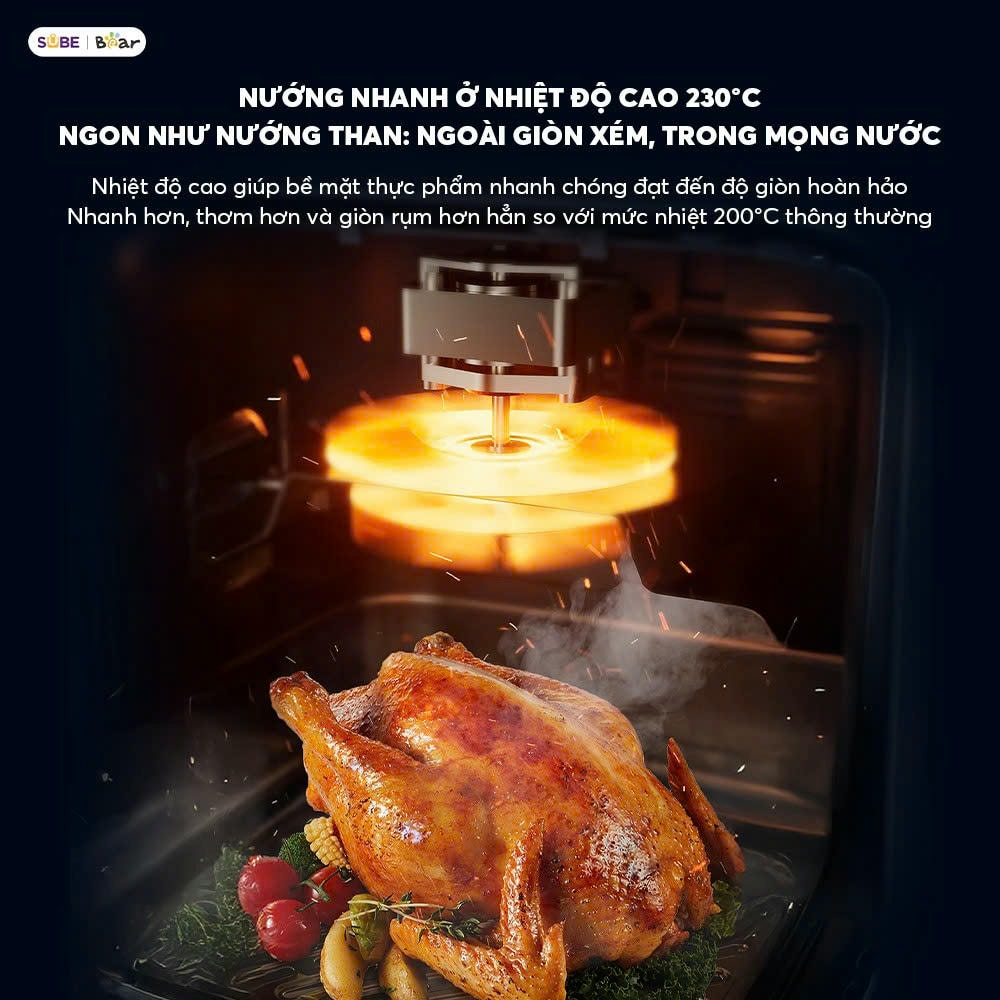 SUBE | Bear
NƯỚNG NHANH Ở NHIỆT ĐỘ CAO 230°C
NGON NHƯ NƯỚNG THAN: NGOÀI GIÒN XÉM, TRONG MỌNG NƯỚC
Nhiệt độ cao giúp bề mặt thực phẩm nhanh chóng đạt đến độ giòn hoàn hảo
Nhanh hơn, thơm hơn và giòn rụm hơn hẳn so với mức nhiệt 200°C thông thường